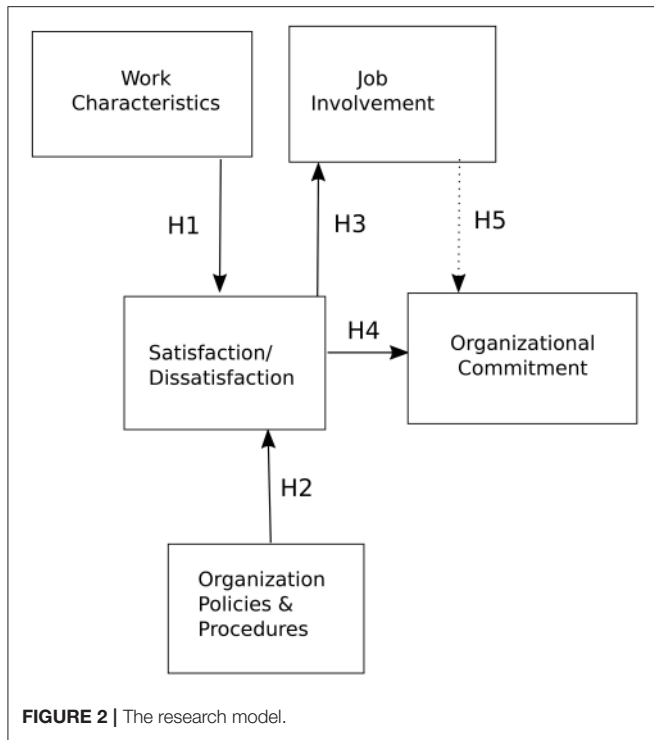 Work
Characteristics
Job
Involvement
H1
H3
H5
Satisfaction/
Dissatisfaction
H4
Organizational
Commitment
H2
Organization
Policies &
Procedures
FIGURE 2 | The research model.